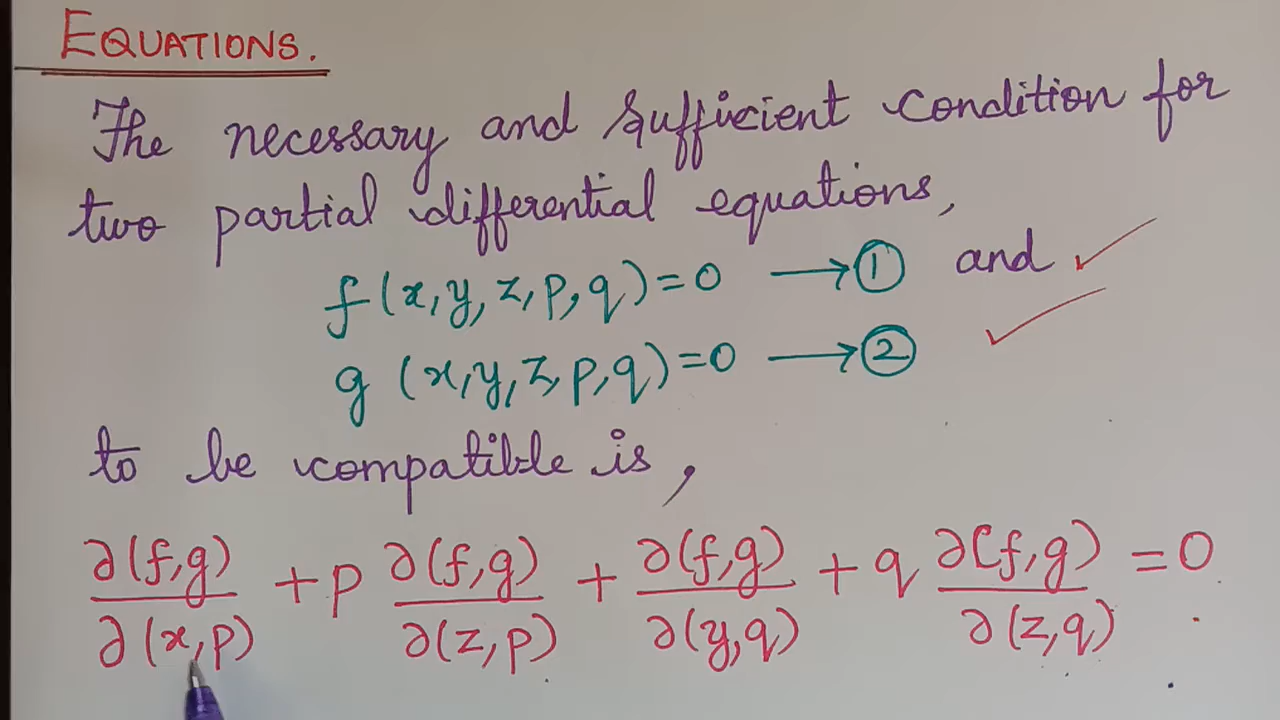 EQUATIONS.
The necessary and sufficient condition for
two partial differential equations,
f(x,y,z,p,q)=0 ⟶ ① and ✓
g (x,y,z,p,q)=0 ⟶ ② ✓
to be compatible is,
∂(f,g)/∂(x,p) + p ∂(f,g)/∂(z,p) + ∂(f,g)/∂(y,q) + q ∂(f,g)/∂(z,q) = 0